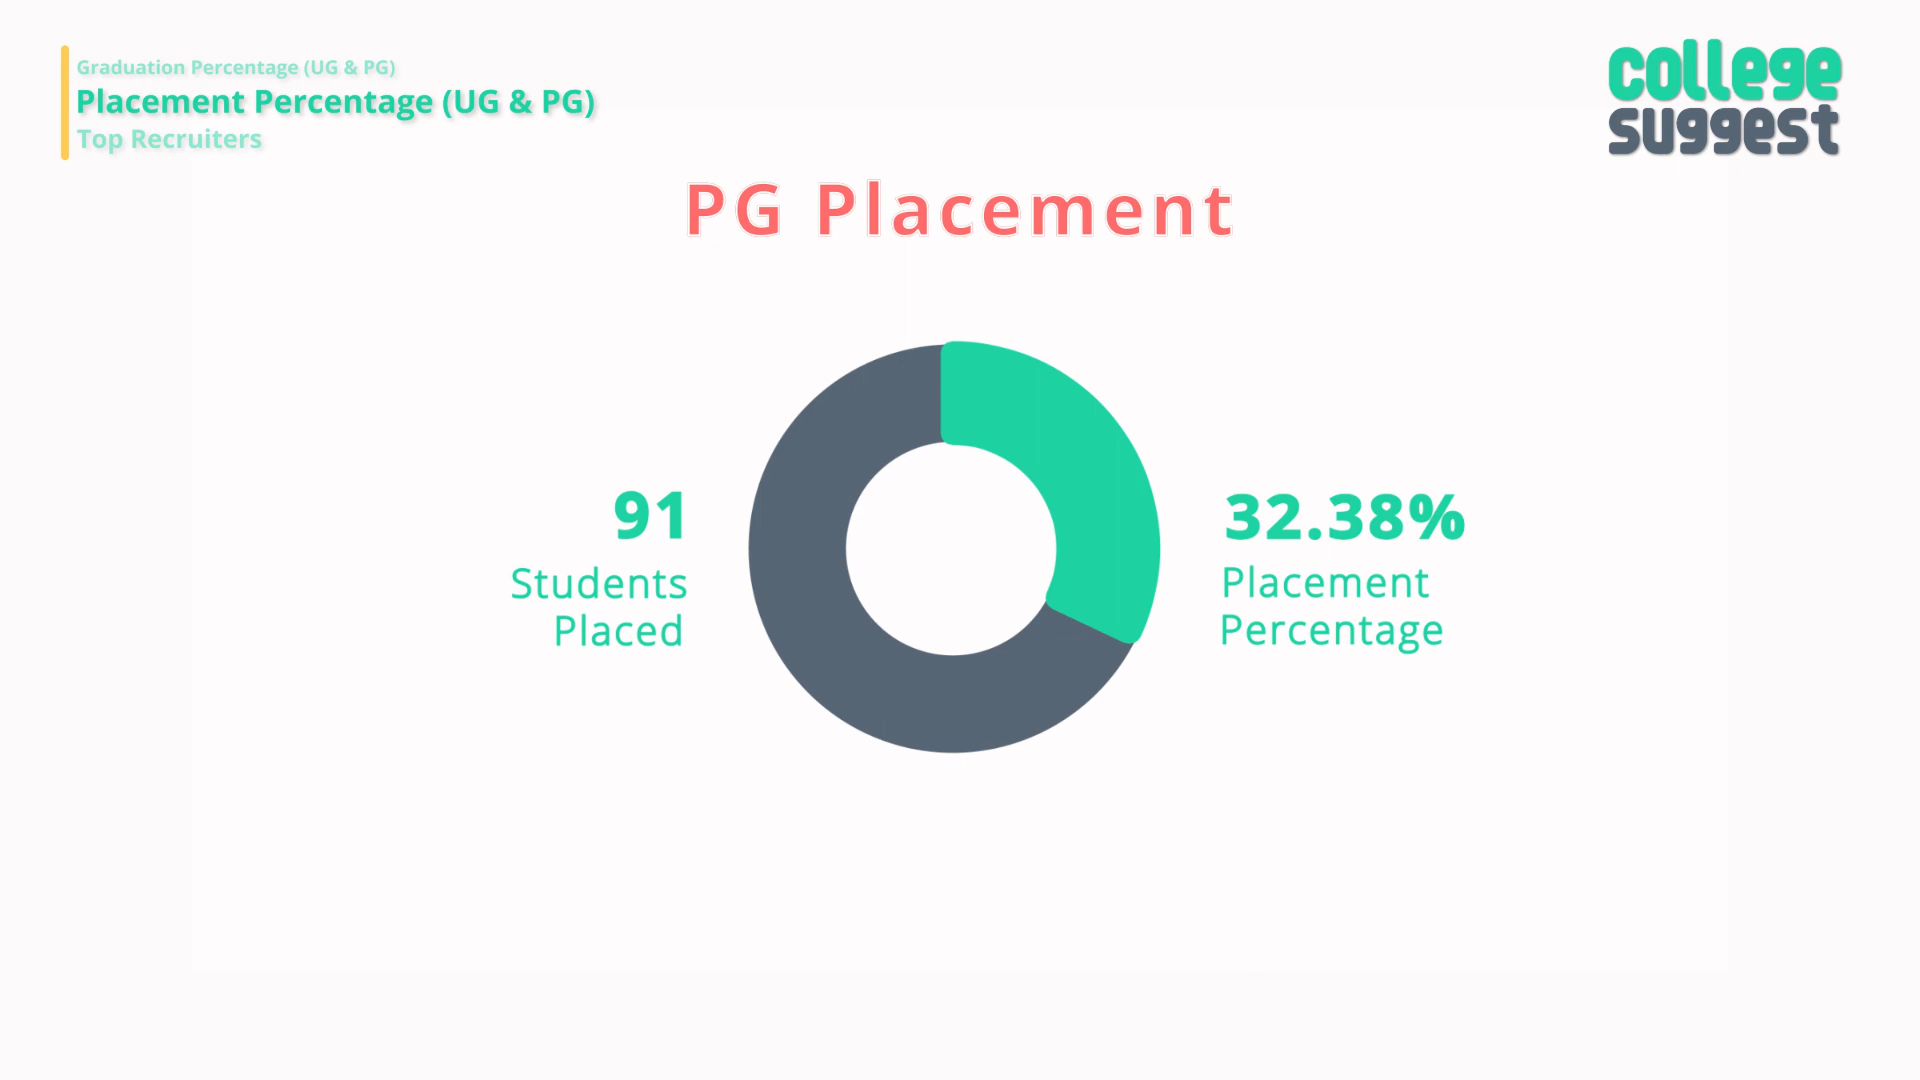 Graduation Percentage (UG & PG)
Placement Percentage (UG & PG)
Top Recruiters
college
suggest
PG Placement
91
Students
Placed
32.38%
Placement
Percentage